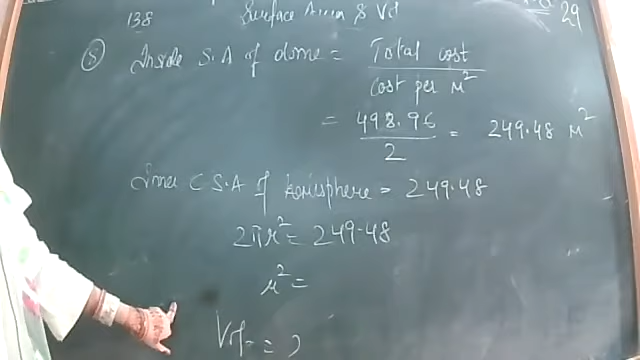 138 Surface Area & Vol 29
(8) Inside S.A of dome = Total cost / Cost per M²
= 498.96 / 2 = 249.48 M²
Inner C S.A of hemisphere = 249.48
2πr² = 249.48
r² =
Vol = ?